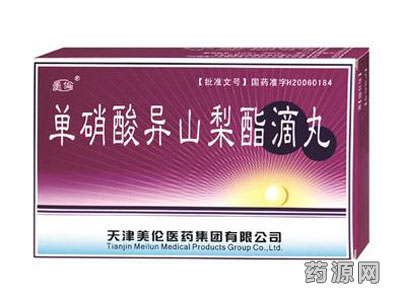 美伦®
【批准文号】国药准字H20060184
单硝酸异山梨酯滴丸
天津美伦医药集团有限公司
Tianjin Meilun Medical Products Group Co.,Ltd.
药源网